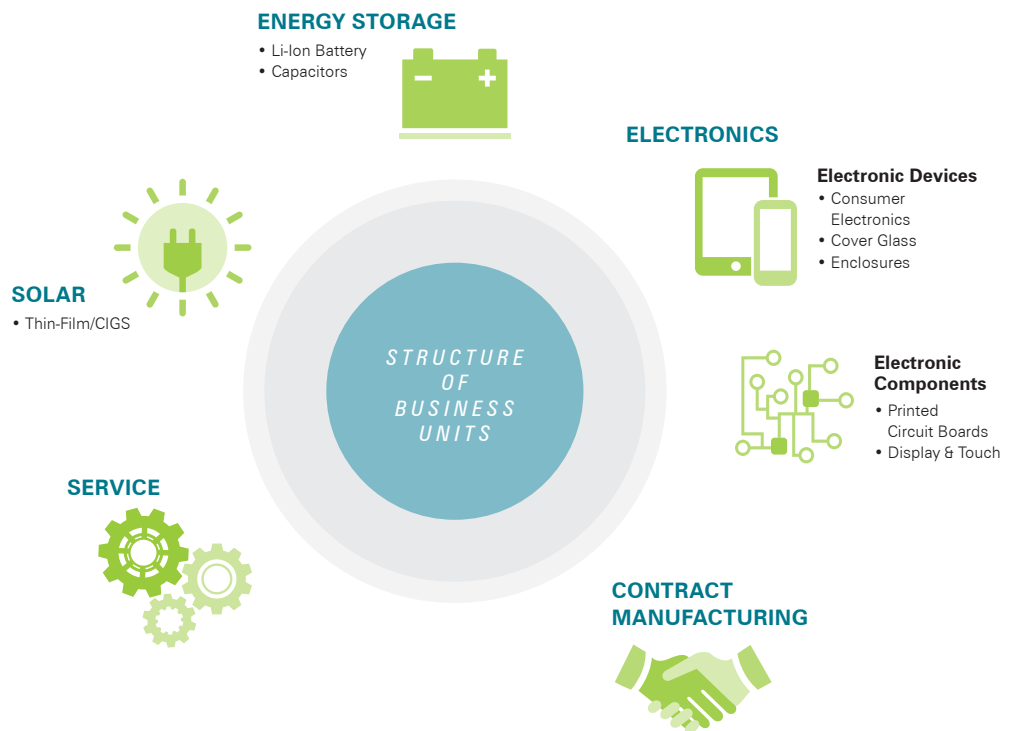 ENERGY STORAGE
• Li-Ion Battery
• Capacitors
ELECTRONICS
Electronic Devices
• Consumer
Electronics
• Cover Glass
• Enclosures
SOLAR
• Thin-Film/CIGS
STRUCTURE
OF
BUSINESS
UNITS
Electronic
Components
• Printed
Circuit Boards
• Display & Touch
SERVICE
CONTRACT
MANUFACTURING